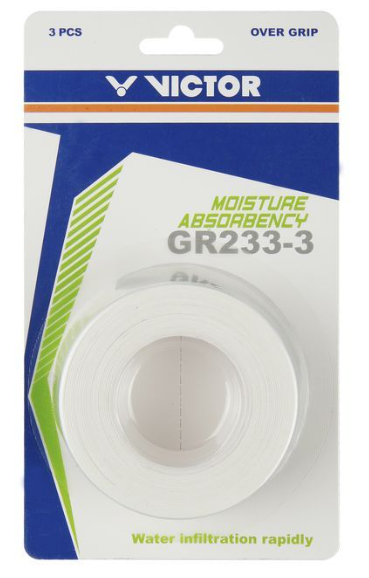 3 PCS
OVER GRIP
VICTOR
MOISTURE
ABSORBENCY
GR233-3
Water infiltration rapidly